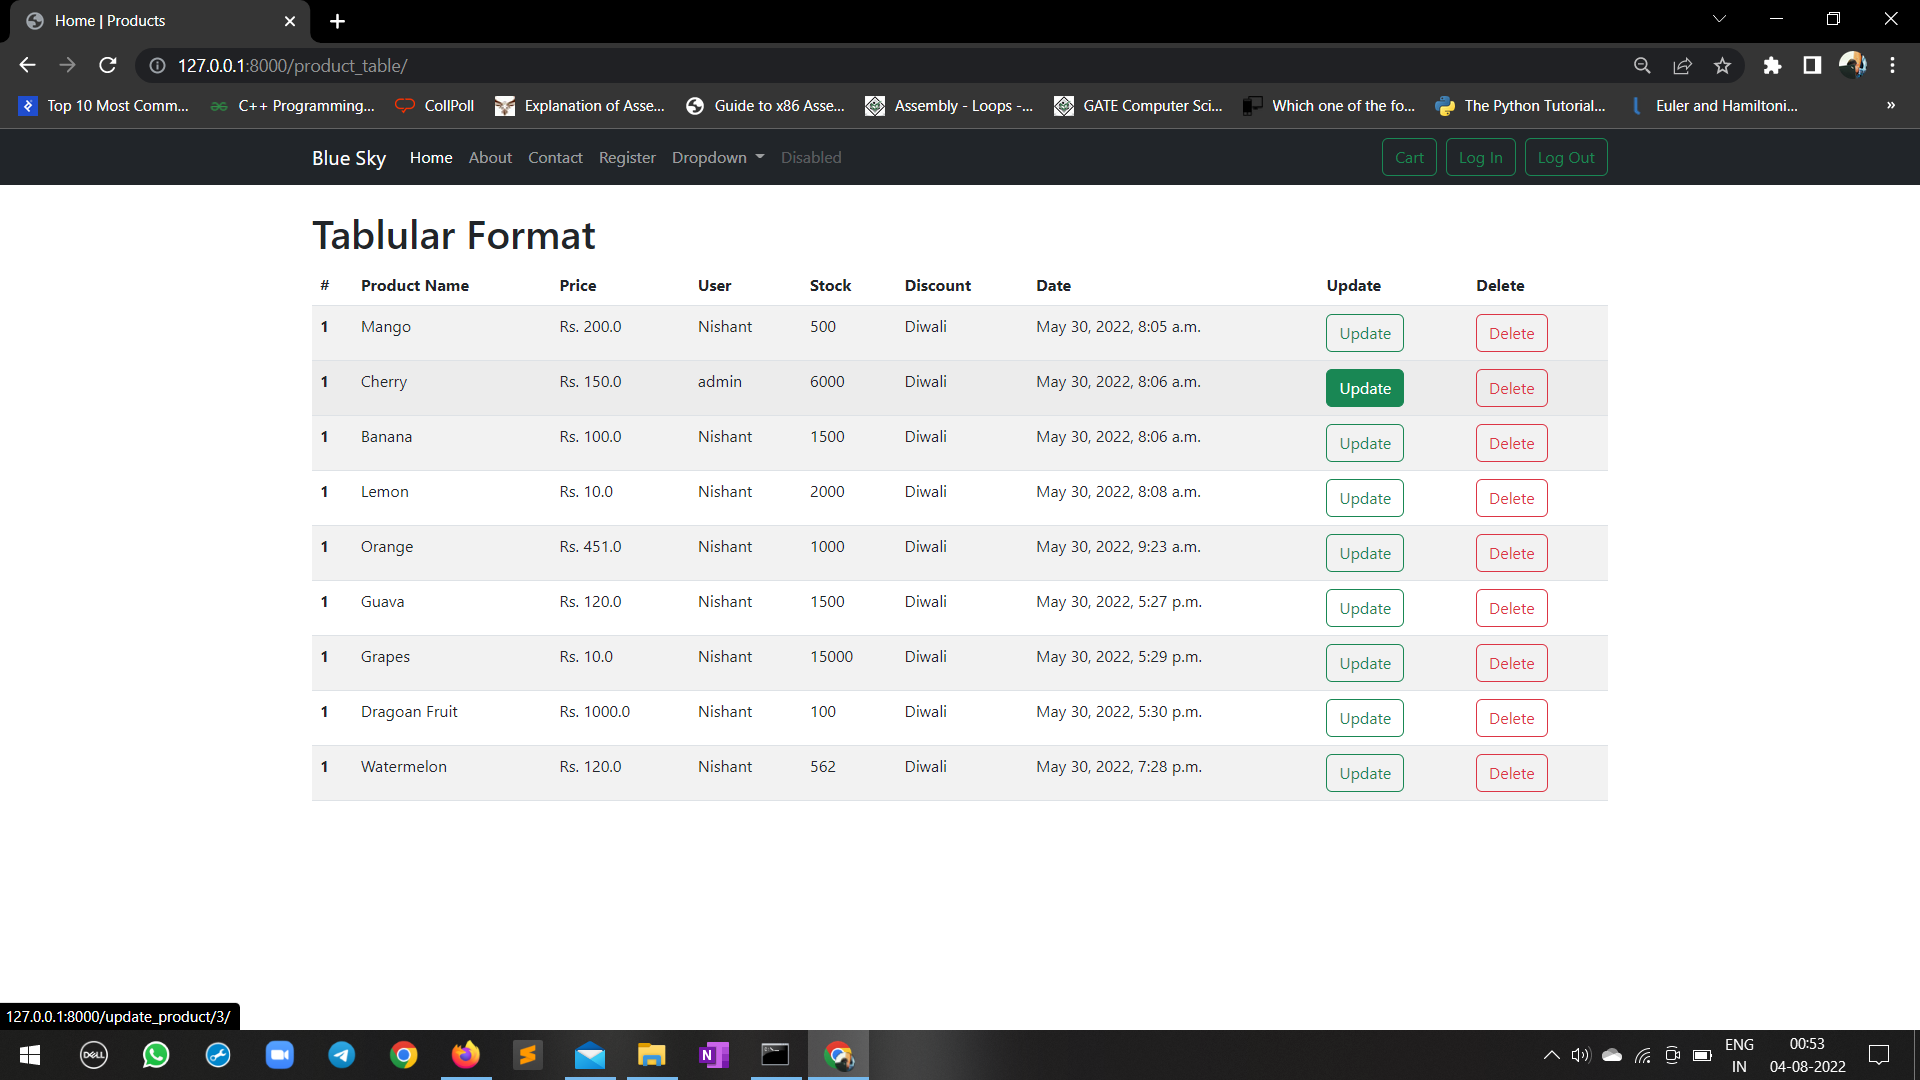 Home | Products
127.0.0.1:8000/product_table/
Top 10 Most Comm... C++ Programming... CollPoll Explanation of Asse... Guide to x86 Asse... Assembly - Loops -... GATE Computer Sci... Which one of the fo... The Python Tutorial... Euler and Hamiltoni... »
Blue Sky Home About Contact Register Dropdown Disabled Cart Log In Log Out
Tablular Format
# Product Name Price User Stock Discount Date Update Delete
1 Mango Rs. 200.0 Nishant 500 Diwali May 30, 2022, 8:05 a.m. Update Delete
1 Cherry Rs. 150.0 admin 6000 Diwali May 30, 2022, 8:06 a.m. Update Delete
1 Banana Rs. 100.0 Nishant 1500 Diwali May 30, 2022, 8:06 a.m. Update Delete
1 Lemon Rs. 10.0 Nishant 2000 Diwali May 30, 2022, 8:08 a.m. Update Delete
1 Orange Rs. 451.0 Nishant 1000 Diwali May 30, 2022, 9:23 a.m. Update Delete
1 Guava Rs. 120.0 Nishant 1500 Diwali May 30, 2022, 5:27 p.m. Update Delete
1 Grapes Rs. 10.0 Nishant 15000 Diwali May 30, 2022, 5:29 p.m. Update Delete
1 Dragoan Fruit Rs. 1000.0 Nishant 100 Diwali May 30, 2022, 5:30 p.m. Update Delete
1 Watermelon Rs. 120.0 Nishant 562 Diwali May 30, 2022, 7:28 p.m. Update Delete
127.0.0.1:8000/update_product/3/
DELL
N
ENG 00:53
IN 04-08-2022